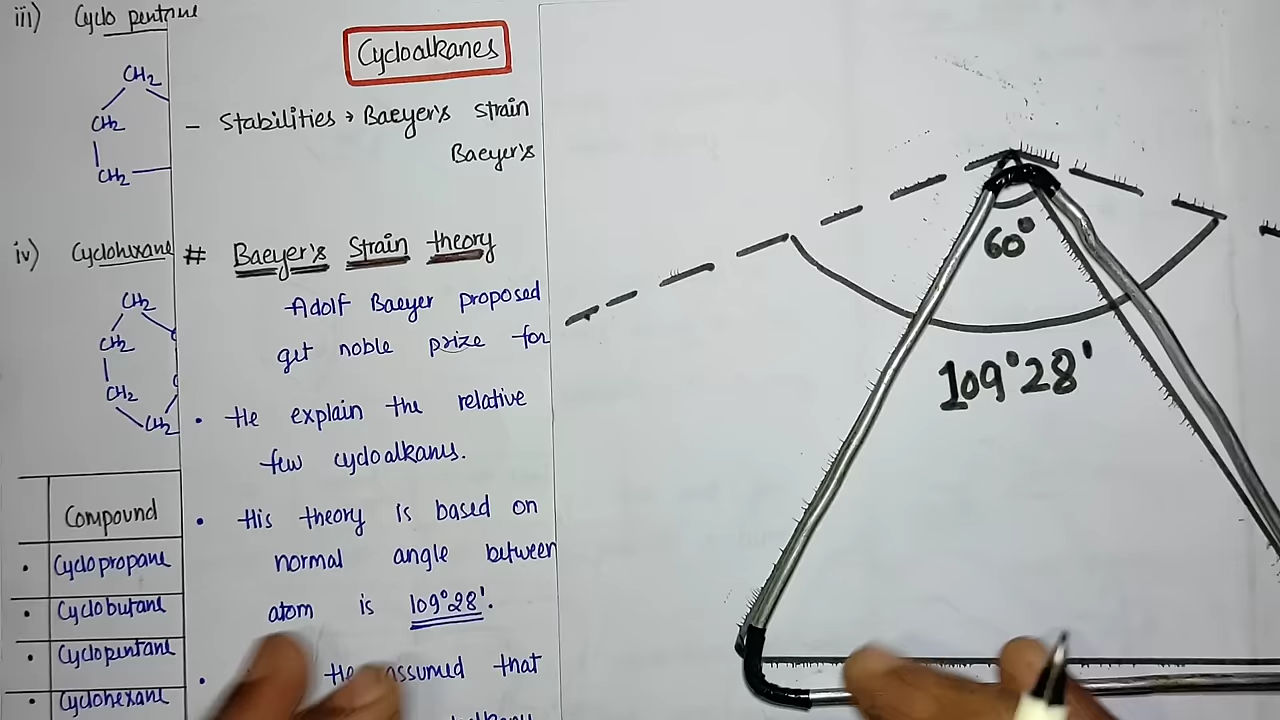 iii) Cyclo pentane
CH2
CH2
CH2
iv) Cyclohexane
CH2
CH2
CH2
CH2
Compound
Cyclopropane
Cyclobutane
Cyclopentane
Cyclohexane
Cycloalkanes
- Stabilities → Baeyer's strain
Baeyer's
# Baeyer's Strain theory
Adolf Baeyer proposed
get noble prize for
• He explain the relative
few cycloalkanes.
• His theory is based on
normal angle between
atom is 109°28'.
• He assumed that
60°
109°28'